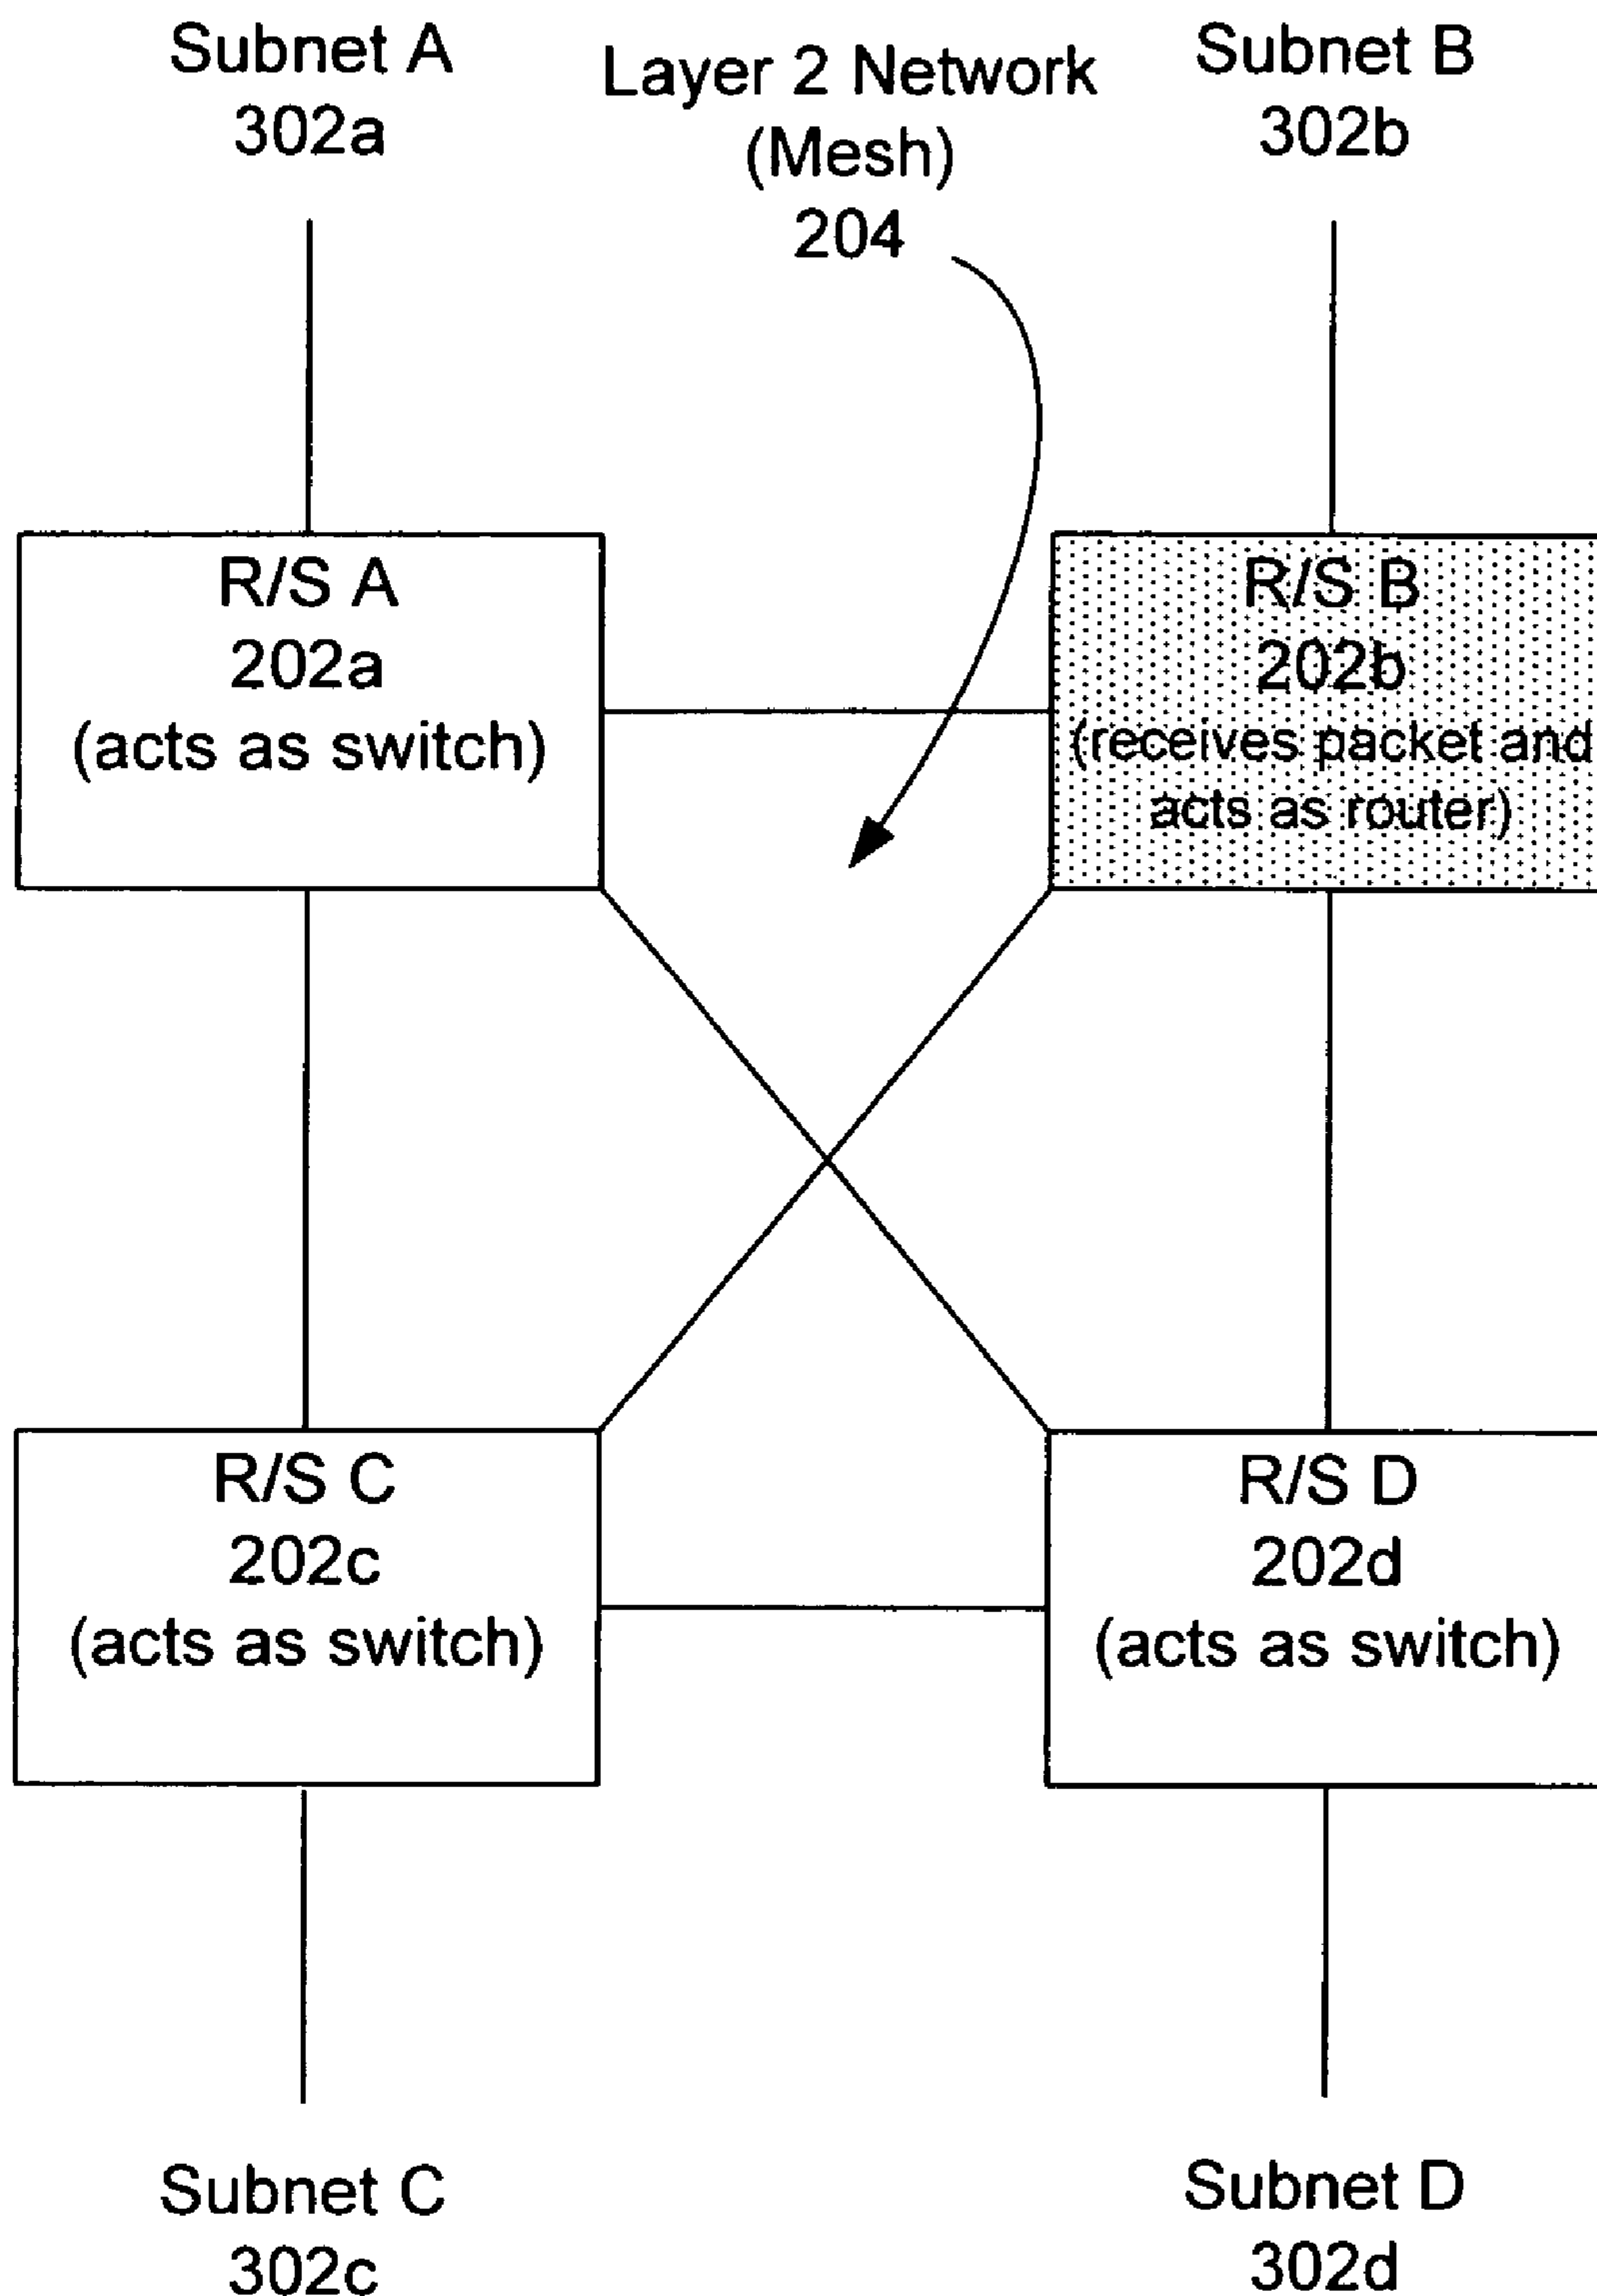 Subnet A
302a
Layer 2 Network
(Mesh)
204
Subnet B
302b
R/S A
202a
(acts as switch)
R/S B
202b
(receives packet and
acts as router)
R/S C
202c
(acts as switch)
R/S D
202d
(acts as switch)
Subnet C
302c
Subnet D
302d